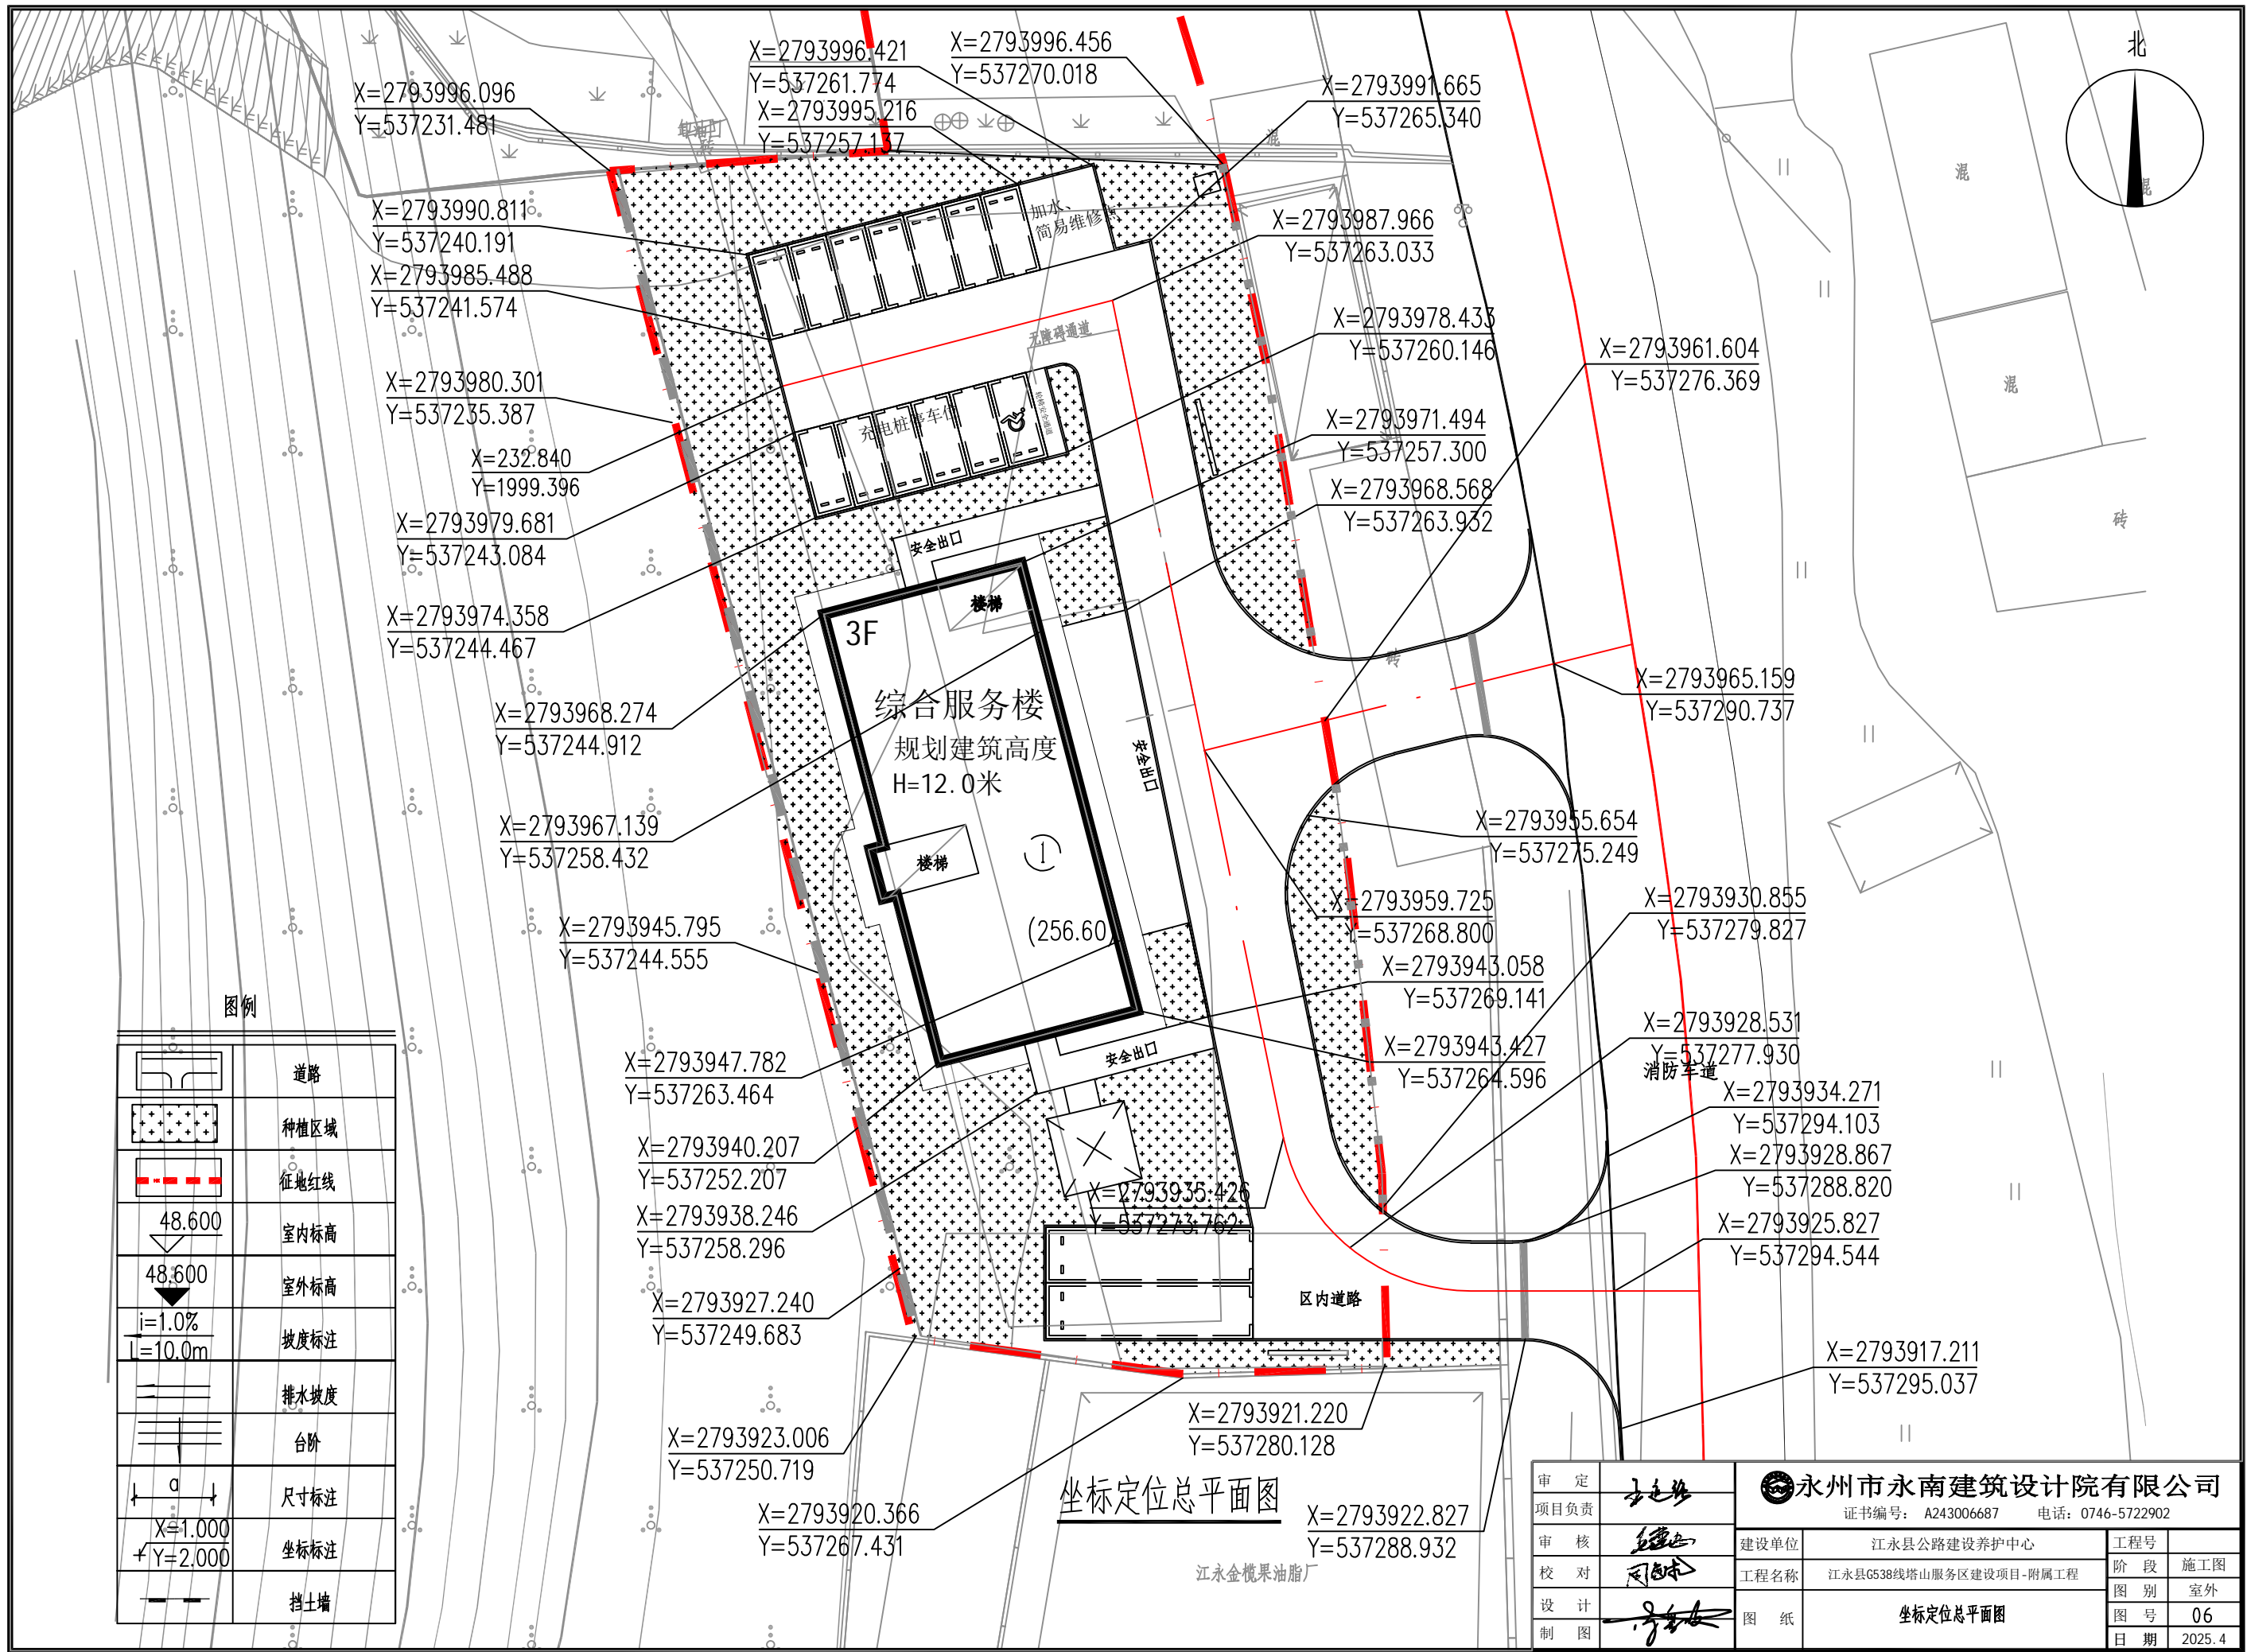 北
X=2793996.421
Y=537261.774
X=2793995.216
Y=537257.137
X=2793996.456
Y=537270.018
X=2793991.665
Y=537265.340
X=2793996.096
Y=537231.481
混
混
混
混
砖
砖
X=2793990.811
Y=537240.191
X=2793985.488
Y=537241.574
加水、
简易维修点
X=2793987.966
Y=537263.033
X=2793980.301
Y=537235.387
无障碍通道
充电桩停车位
X=2793978.433
Y=537260.146
X=2793961.604
Y=537276.369
X=232.840
Y=1999.396
X=2793971.494
Y=537257.300
X=2793979.681
Y=537243.084
X=2793968.568
Y=537263.932
安全出口
X=2793974.358
Y=537244.467
楼梯
3F
X=2793968.274
Y=537244.912
综合服务楼
规划建筑高度
H=12.0米
安全出口
X=2793965.159
Y=537290.737
X=2793967.139
Y=537258.432
楼梯
1
(256.60)
X=2793955.654
Y=537275.249
X=2793959.725
Y=537268.800
X=2793930.855
Y=537279.827
X=2793945.795
Y=537244.555
X=2793943.058
Y=537269.141
X=2793943.427
Y=537264.596
X=2793928.531
Y=537277.930
消防车道
安全出口
X=2793947.782
Y=537263.464
X=2793934.271
Y=537294.103
X=2793940.207
Y=537252.207
X=2793928.867
Y=537288.820
X=2793935.426
Y=537273.762
X=2793938.246
Y=537258.296
X=2793925.827
Y=537294.544
X=2793927.240
Y=537249.683
区内道路
X=2793917.211
Y=537295.037
X=2793923.006
Y=537250.719
X=2793921.220
Y=537280.128
X=2793920.366
Y=537267.431
X=2793922.827
Y=537288.932
坐标定位总平面图
江永金榄果油脂厂
图例
道路
种植区域
征地红线
48.600
室内标高
48.600
室外标高
i=1.0%
L=10.0m
坡度标注
排水坡度
台阶
a
尺寸标注
X=1.000
Y=2.000
坐标标注
挡土墙
审 定
项目负责
审 核
校 对
设 计
制 图
永州市永南建筑设计院有限公司
证书编号： A243006687 电话：0746-5722902
建设单位
江永县公路建设养护中心
工程名称
江永县G538线塔山服务区建设项目-附属工程
图 纸
坐标定位总平面图
工程号
阶 段
施工图
图 别
室外
图 号
06
日 期
2025.4